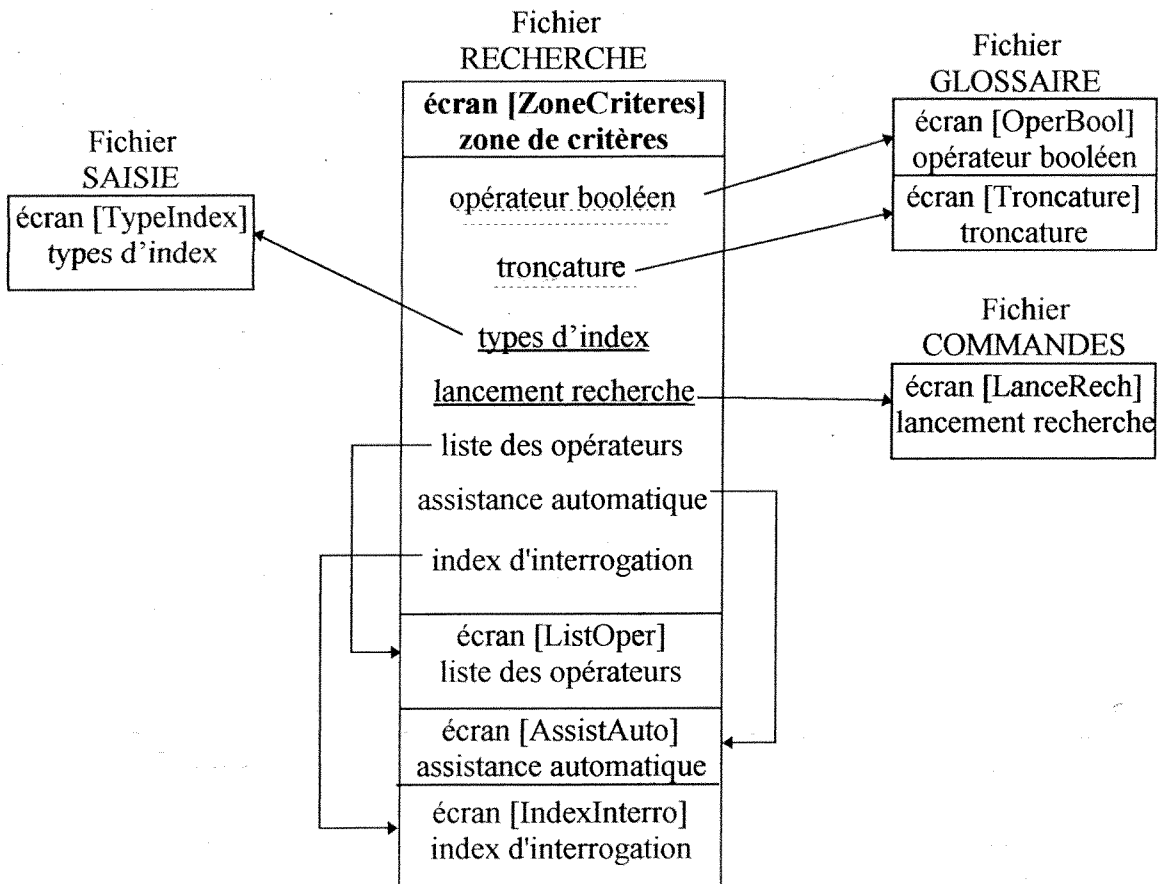 Fichier
RECHERCHE
écran [ZoneCriteres]
zone de critères
opérateur booléen
troncature
types d'index
lancement recherche
liste des opérateurs
assistance automatique
index d'interrogation
écran [ListOper]
liste des opérateurs
écran [AssistAuto]
assistance automatique
écran [IndexInterro]
index d'interrogation
Fichier
SAISIE
écran [TypeIndex]
types d'index
Fichier
GLOSSAIRE
écran [OperBool]
opérateur booléen
écran [Troncature]
troncature
Fichier
COMMANDES
écran [LanceRech]
lancement recherche